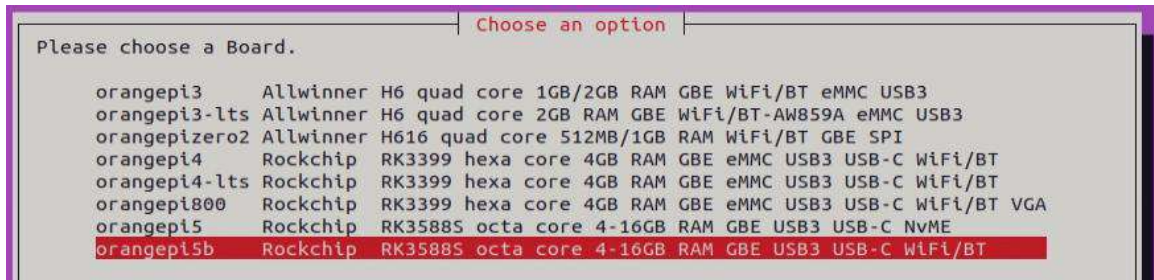 Choose an option
Please choose a Board.
orangepi3 Allwinner H6 quad core 1GB/2GB RAM GBE WiFi/BT eMMC USB3
orangepi3-lts Allwinner H6 quad core 2GB RAM GBE WiFi/BT-AW859A eMMC USB3
orangepizero2 Allwinner H616 quad core 512MB/1GB RAM WiFi/BT GBE SPI
orangepi4 Rockchip RK3399 hexa core 4GB RAM GBE eMMC USB3 USB-C WiFi/BT
orangepi4-lts Rockchip RK3399 hexa core 4GB RAM GBE eMMC USB3 USB-C WiFi/BT
orangepi800 Rockchip RK3399 hexa core 4GB RAM GBE eMMC USB3 USB-C WiFi/BT VGA
orangepi5 Rockchip RK3588S octa core 4-16GB RAM GBE USB3 USB-C NvME
orangepi5b Rockchip RK3588S octa core 4-16GB RAM GBE USB3 USB-C WiFi/BT